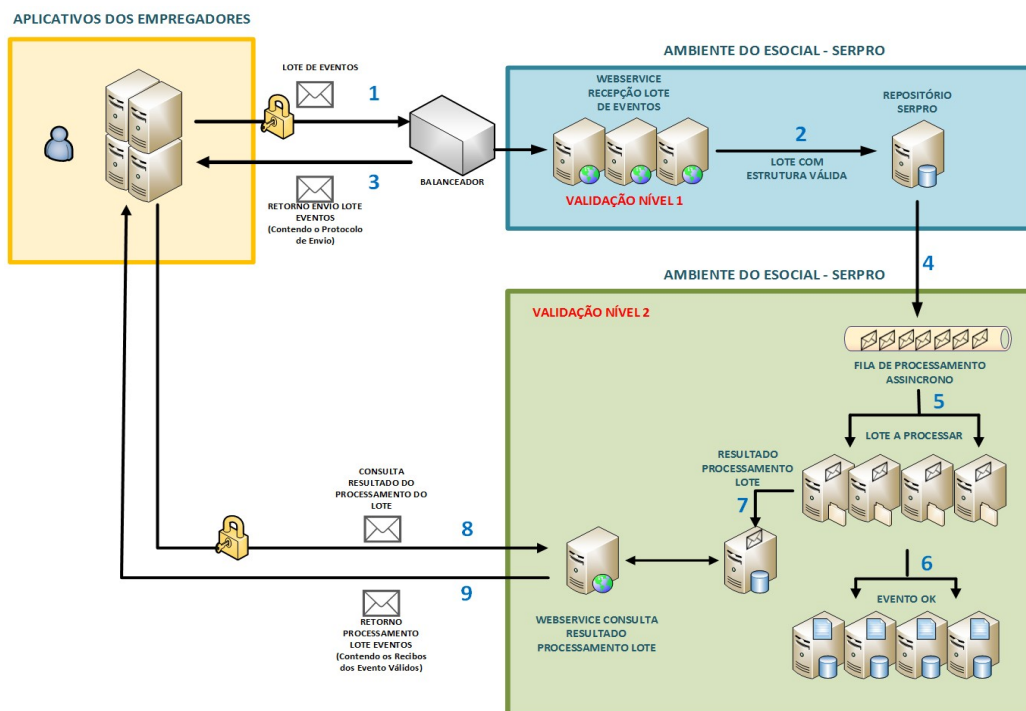 APLICATIVOS DOS EMPREGADORES
LOTE DE EVENTOS
1
3
RETORNO ENVIO LOTE
EVENTOS
(Contendo o Protocolo
de Envio)
BALANCEADOR
AMBIENTE DO ESOCIAL - SERPRO
WEBSERVICE
RECEPÇÃO LOTE
DE EVENTOS
VALIDAÇÃO NÍVEL 1
2
LOTE COM
ESTRUTURA VÁLIDA
REPOSITÓRIO
SERPRO
4
AMBIENTE DO ESOCIAL - SERPRO
VALIDAÇÃO NÍVEL 2
FILA DE PROCESSAMENTO
ASSINCRONO
5
LOTE A PROCESSAR
RESULTADO
PROCESSAMENTO
LOTE
7
6
EVENTO OK
CONSULTA
RESULTADO DO
PROCESSAMENTO DO
LOTE
8
9
RETORNO
PROCESSAMENTO
LOTE EVENTOS
(Contendo os Recibos
dos Evento Válidos)
WEBSERVICE CONSULTA
RESULTADO
PROCESSAMENTO LOTE